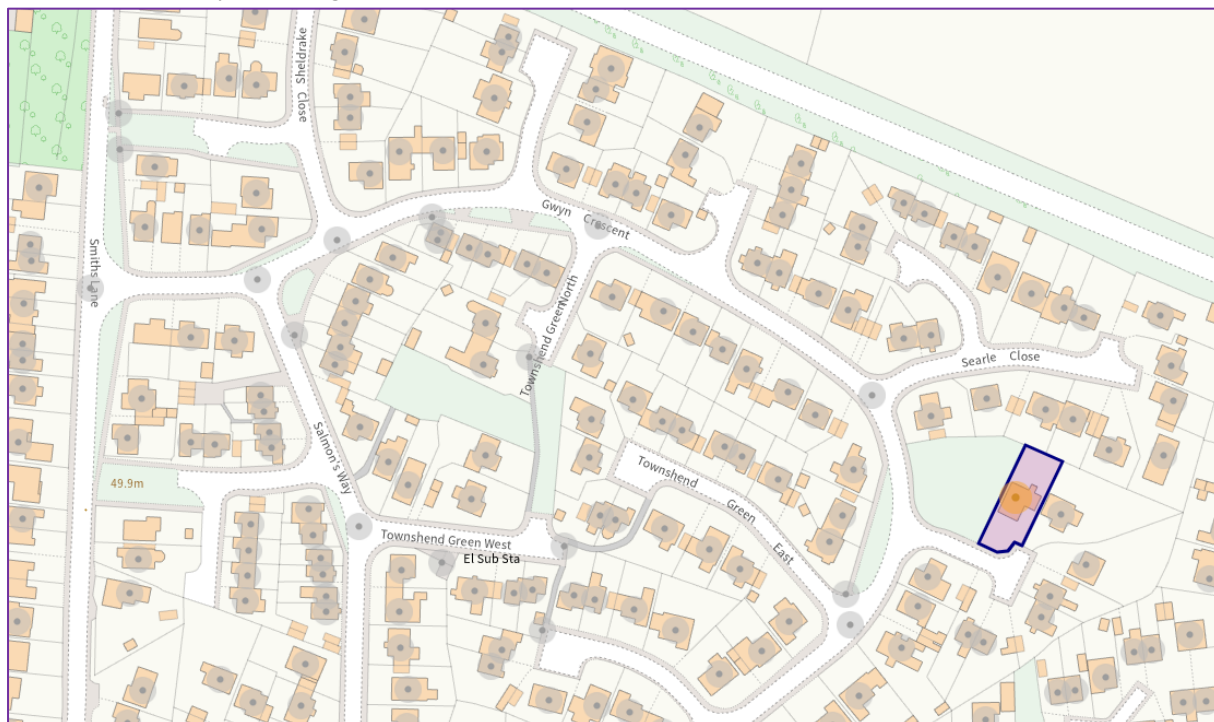 Sheldrake
Close
Gwyn Crescent
Smiths Lane
Townshend Green North
Searle Close
Salmon's Way
Townshend Green East
49.9m
Townshend Green West
El Sub Sta